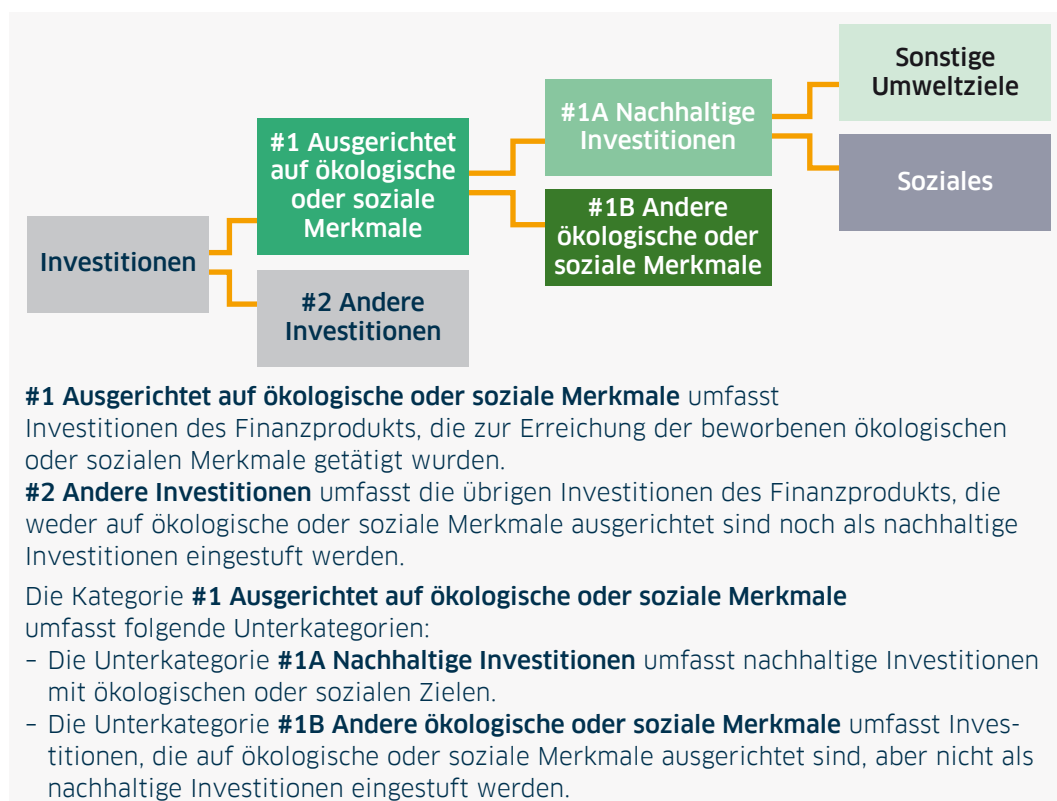 Sonstige
Umweltziele
#1A Nachhaltige
Investitionen
#1 Ausgerichtet
auf ökologische
oder soziale
Merkmale
Soziales
#1B Andere
ökologische oder
soziale Merkmale
Investitionen
#2 Andere
Investitionen
#1 Ausgerichtet auf ökologische oder soziale Merkmale umfasst
Investitionen des Finanzprodukts, die zur Erreichung der beworbenen ökologischen
oder sozialen Merkmale getätigt wurden.
#2 Andere Investitionen umfasst die übrigen Investitionen des Finanzprodukts, die
weder auf ökologische oder soziale Merkmale ausgerichtet sind noch als nachhaltige
Investitionen eingestuft werden.
Die Kategorie #1 Ausgerichtet auf ökologische oder soziale Merkmale
umfasst folgende Unterkategorien:
– Die Unterkategorie #1A Nachhaltige Investitionen umfasst nachhaltige Investitionen
mit ökologischen oder sozialen Zielen.
– Die Unterkategorie #1B Andere ökologische oder soziale Merkmale umfasst Inves-
titionen, die auf ökologische oder soziale Merkmale ausgerichtet sind, aber nicht als
nachhaltige Investitionen eingestuft werden.